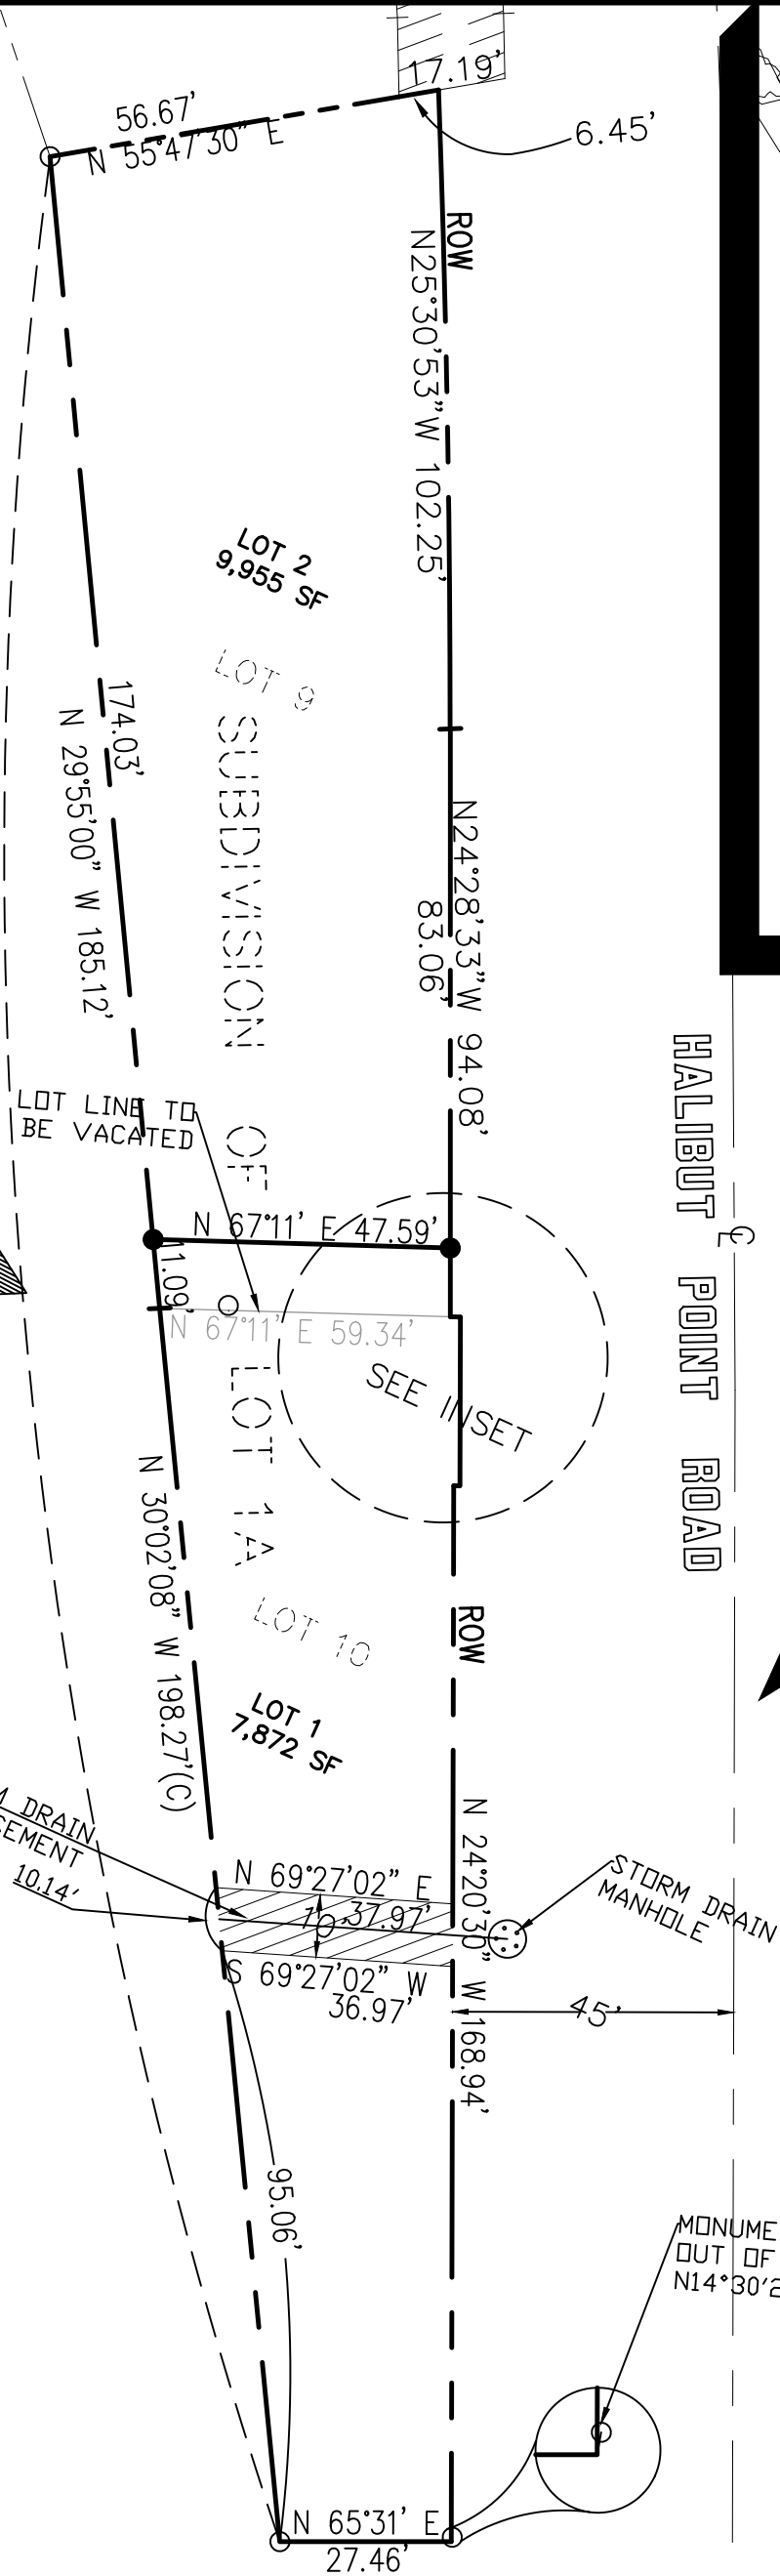 17.19'
56.67'
N 55°47'30" E
6.45'
ROW
N25°30'53"W 102.25'
LOT 2
9,955 SF
LOT 9
174.03'
N 29°55'00" W 185.12'
SUBDIVISION OF LOT 1A
N24°28'33"W 94.08'
83.06'
HALIBUT POINT ROAD
LOT LINE TO
BE VACATED
N 67°11' E 47.59'
11.09'
N 67°11' E 59.34'
SEE INSET
N 30°02'08" W 198.27'(C)
LOT 10
ROW
LOT 1
7,872 SF
DRAIN
10.14'
N 69°27'02" E
37.97'
S 69°27'02" W
36.97'
N 24°20'30" W 168.94'
STORM DRAIN
MANHOLE
45'
95.06'
MONUME
OUT OF
N14°30'2
N 65°31' E
27.46'